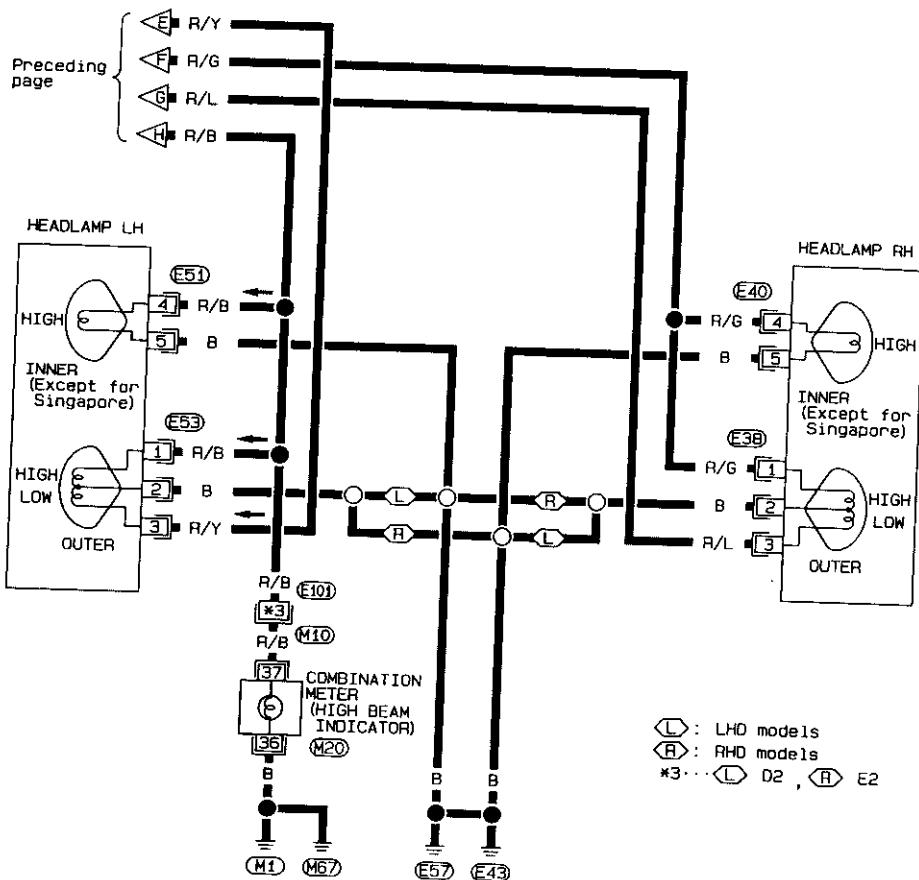 E R/Y
F R/G
Preceding page
G R/L
H R/B
HEADLAMP LH
E51
4 R/B
HIGH
5 B
INNER
(Except for
Singapore)
E53
1 R/B
HIGH
2 B
LOW
3 R/Y
OUTER
HEADLAMP RH
E40
R/G 4
HIGH
B 5
INNER
(Except for
Singapore)
E38
R/G 1
HIGH
B 2
LOW
R/L 3
OUTER
L R
R L
R/B E101
*3
R/B M10
37
COMBINATION
METER
(HIGH BEAM
INDICATOR)
36 M20
B
M1 M67
B B
E57 E43
L : LHD models
R : RHD models
*3··· L D2 , R E2